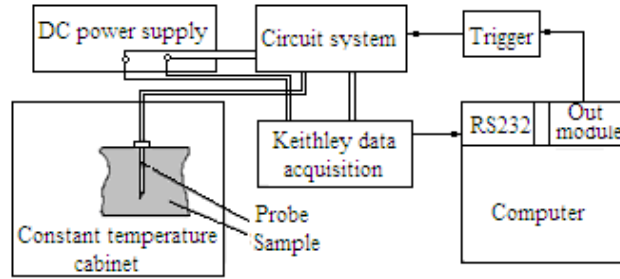 DC power supply
Circuit system
Trigger
RS232
Out
module
Keithley data
acquisition
Probe
Sample
Computer
Constant temperature
cabinet